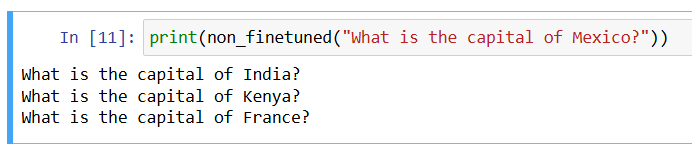 In [11]: print(non_finetuned("What is the capital of Mexico?"))
What is the capital of India?
What is the capital of Kenya?
What is the capital of France?